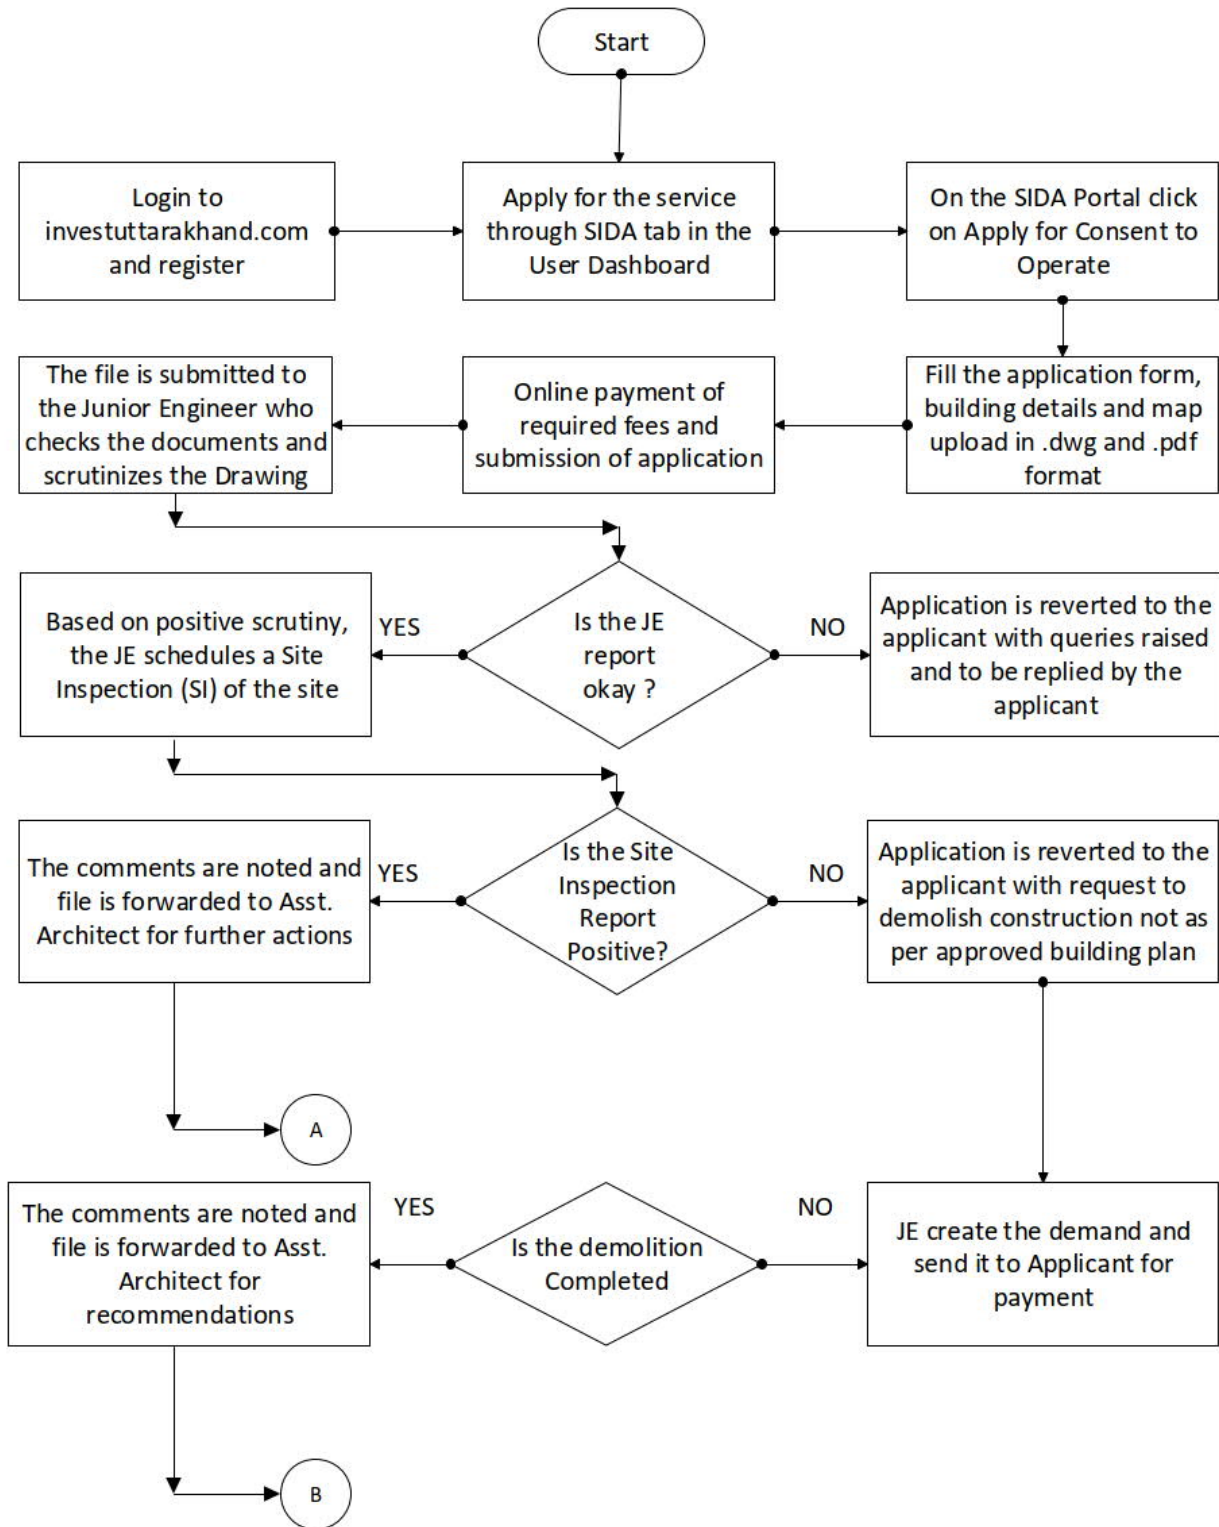 Start
Login to
investuttarakhand.com
and register
Apply for the service
through SIDA tab in the
User Dashboard
On the SIDA Portal click
on Apply for Consent to
Operate
The file is submitted to
the Junior Engineer who
checks the documents and
scrutinizes the Drawing
Online payment of
required fees and
submission of application
Fill the application form,
building details and map
upload in .dwg and .pdf
format
Based on positive scrutiny,
the JE schedules a Site
Inspection (SI) of the site
YES
Is the JE
report
okay ?
NO
Application is reverted to the
applicant with queries raised
and to be replied by the
applicant
The comments are noted and
file is forwarded to Asst.
Architect for further actions
YES
Is the Site
Inspection
Report
Positive?
NO
Application is reverted to the
applicant with request to
demolish construction not as
per approved building plan
A
The comments are noted and
file is forwarded to Asst.
Architect for
recommendations
YES
Is the demolition
Completed
NO
JE create the demand and
send it to Applicant for
payment
B